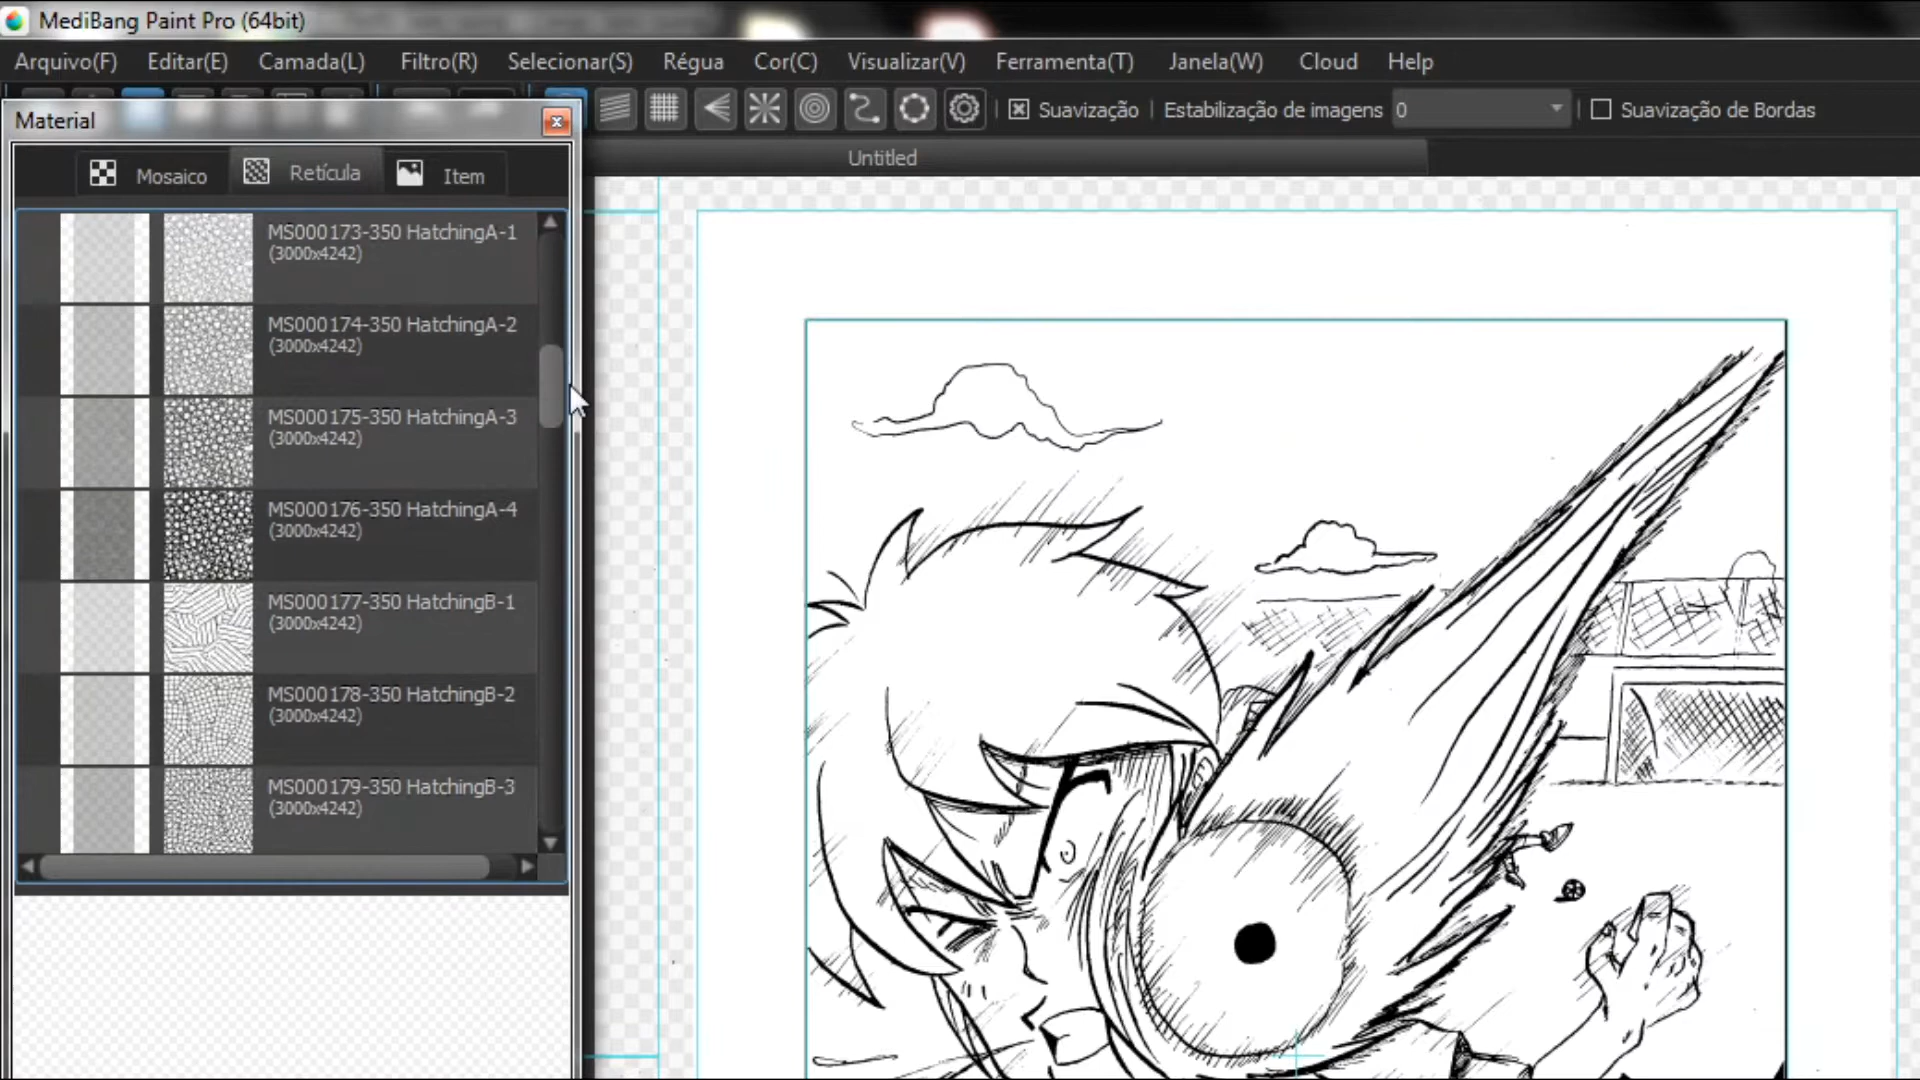 MediBang Paint Pro (64bit)
Arquivo(F) Editar(E) Camada(L) Filtro(R) Selecionar(S) Régua Cor(C) Visualizar(V) Ferramenta(T) Janela(W) Cloud Help
Suavização Estabilização de imagens 0 Suavização de Bordas
Material
Untitled
Mosaico Retícula Item
MS000173-350 HatchingA-1
(3000x4242)
MS000174-350 HatchingA-2
(3000x4242)
MS000175-350 HatchingA-3
(3000x4242)
MS000176-350 HatchingA-4
(3000x4242)
MS000177-350 HatchingB-1
(3000x4242)
MS000178-350 HatchingB-2
(3000x4242)
MS000179-350 HatchingB-3
(3000x4242)